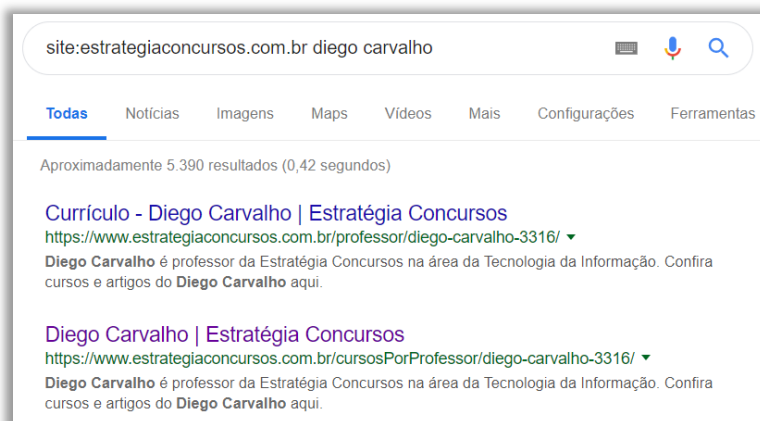 site:estrategiaconcursos.com.br diego carvalho
Todas Notícias Imagens Maps Vídeos Mais Configurações Ferramentas
Aproximadamente 5.390 resultados (0,42 segundos)
Currículo - Diego Carvalho | Estratégia Concursos
https://www.estrategiaconcursos.com.br/professor/diego-carvalho-3316/
Diego Carvalho é professor da Estratégia Concursos na área da Tecnologia da Informação. Confira
cursos e artigos do Diego Carvalho aqui.
Diego Carvalho | Estratégia Concursos
https://www.estrategiaconcursos.com.br/cursosPorProfessor/diego-carvalho-3316/
Diego Carvalho é professor da Estratégia Concursos na área da Tecnologia da Informação. Confira
cursos e artigos do Diego Carvalho aqui.